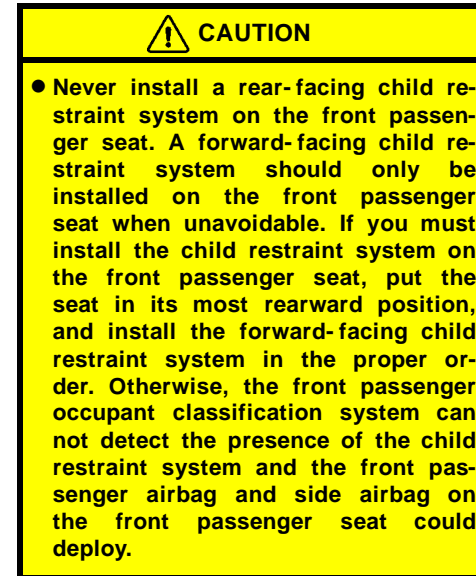 CAUTION
● Never install a rear-facing child re-
straint system on the front passen-
ger seat. A forward-facing child re-
straint system should only be
installed on the front passenger
seat when unavoidable. If you must
install the child restraint system on
the front passenger seat, put the
seat in its most rearward position,
and install the forward-facing child
restraint system in the proper or-
der. Otherwise, the front passenger
occupant classification system can
not detect the presence of the child
restraint system and the front pas-
senger airbag and side airbag on
the front passenger seat could
deploy.